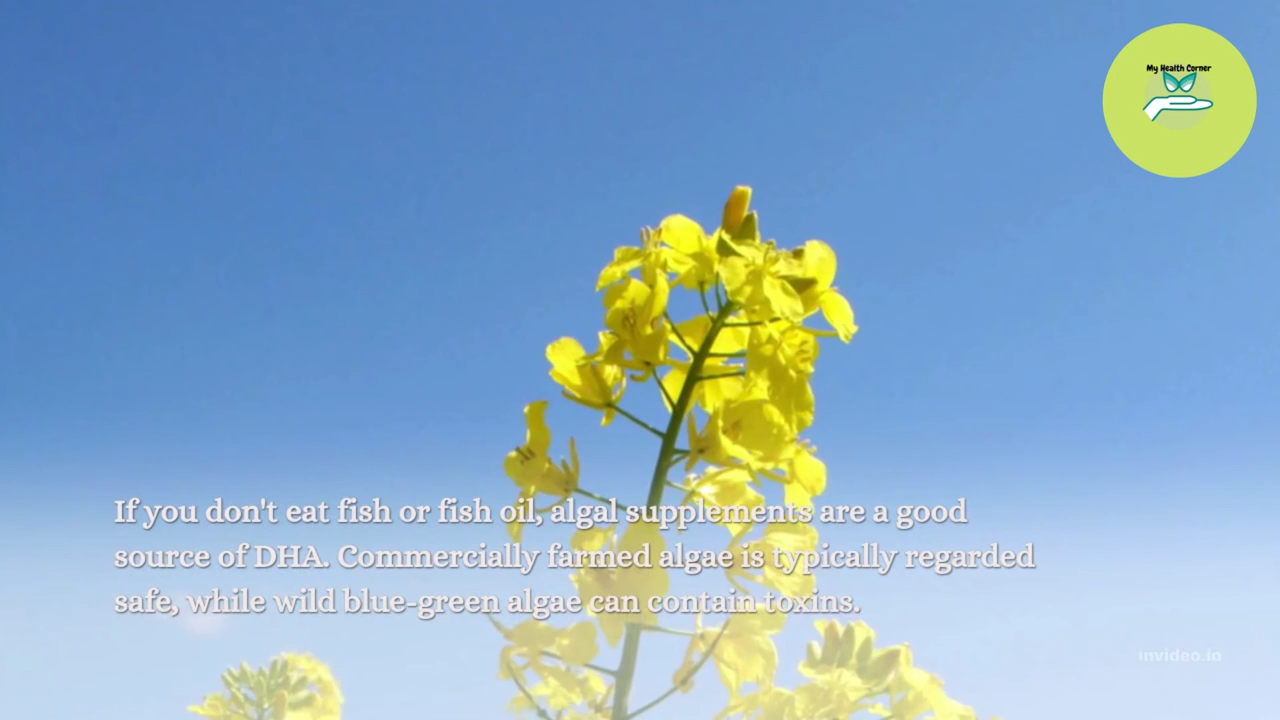 My Health Corner
If you don't eat fish or fish oil, algal supplements are a good
source of DHA. Commercially farmed algae is typically regarded
safe, while wild blue-green algae can contain toxins.
invideo.io